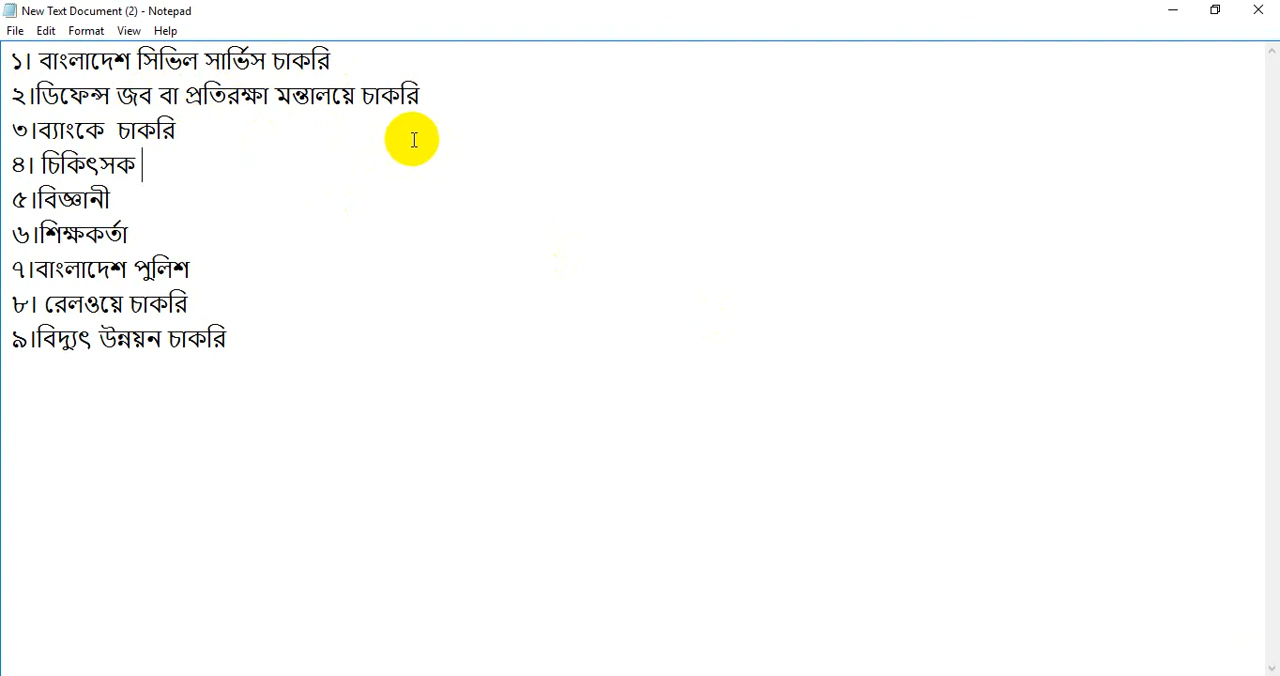 New Text Document (2) - Notepad
File Edit Format View Help
১। বাংলাদেশ সিভিল সার্ভিস চাকরি
২।ডিফেন্স জব বা প্রতিরক্ষা মন্তালয়ে চাকরি
৩।ব্যাংকে চাকরি
৪। চিকিৎসক
৫।বিজ্ঞানী
৬।শিক্ষকর্তা
৭।বাংলাদেশ পুলিশ
৮। রেলওয়ে চাকরি
৯।বিদ্যুৎ উন্নয়ন চাকরি